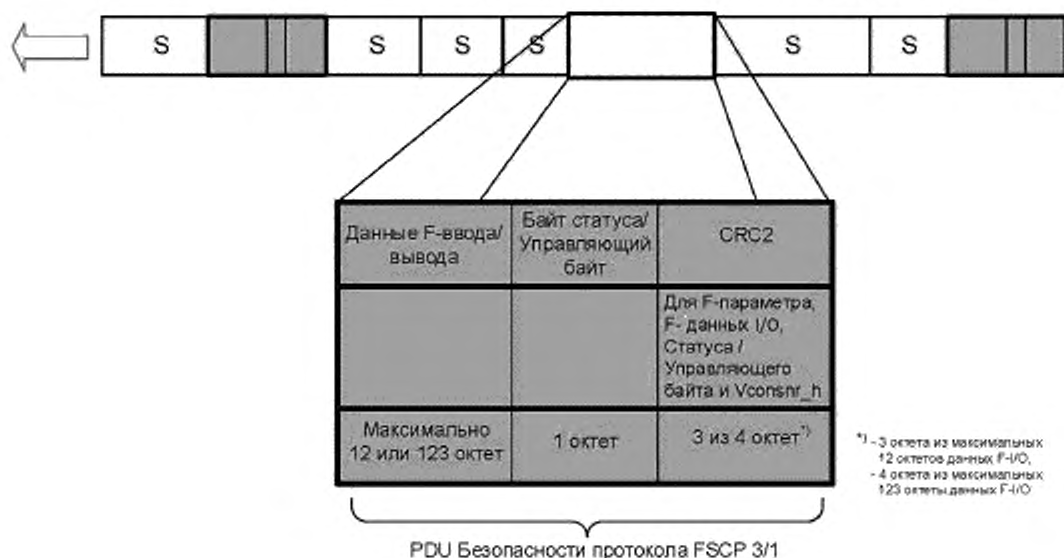 S
S
S
S
S
S
Данные F-ввода/
вывода
Байт статуса/
Управляющий
байт
CRC2
Для F-параметра,
F- данных I/O,
Статуса /
Управляющего
байта и Vconsnr_h
Максимально
12 или 123 октет
1 октет
3 из 4 октет*)
*) - 3 октета из максимальных
12 октетов данных F-I/O,
- 4 октета из максимальных
123 октеты данных F-I/O
PDU Безопасности протокола FSCP 3/1